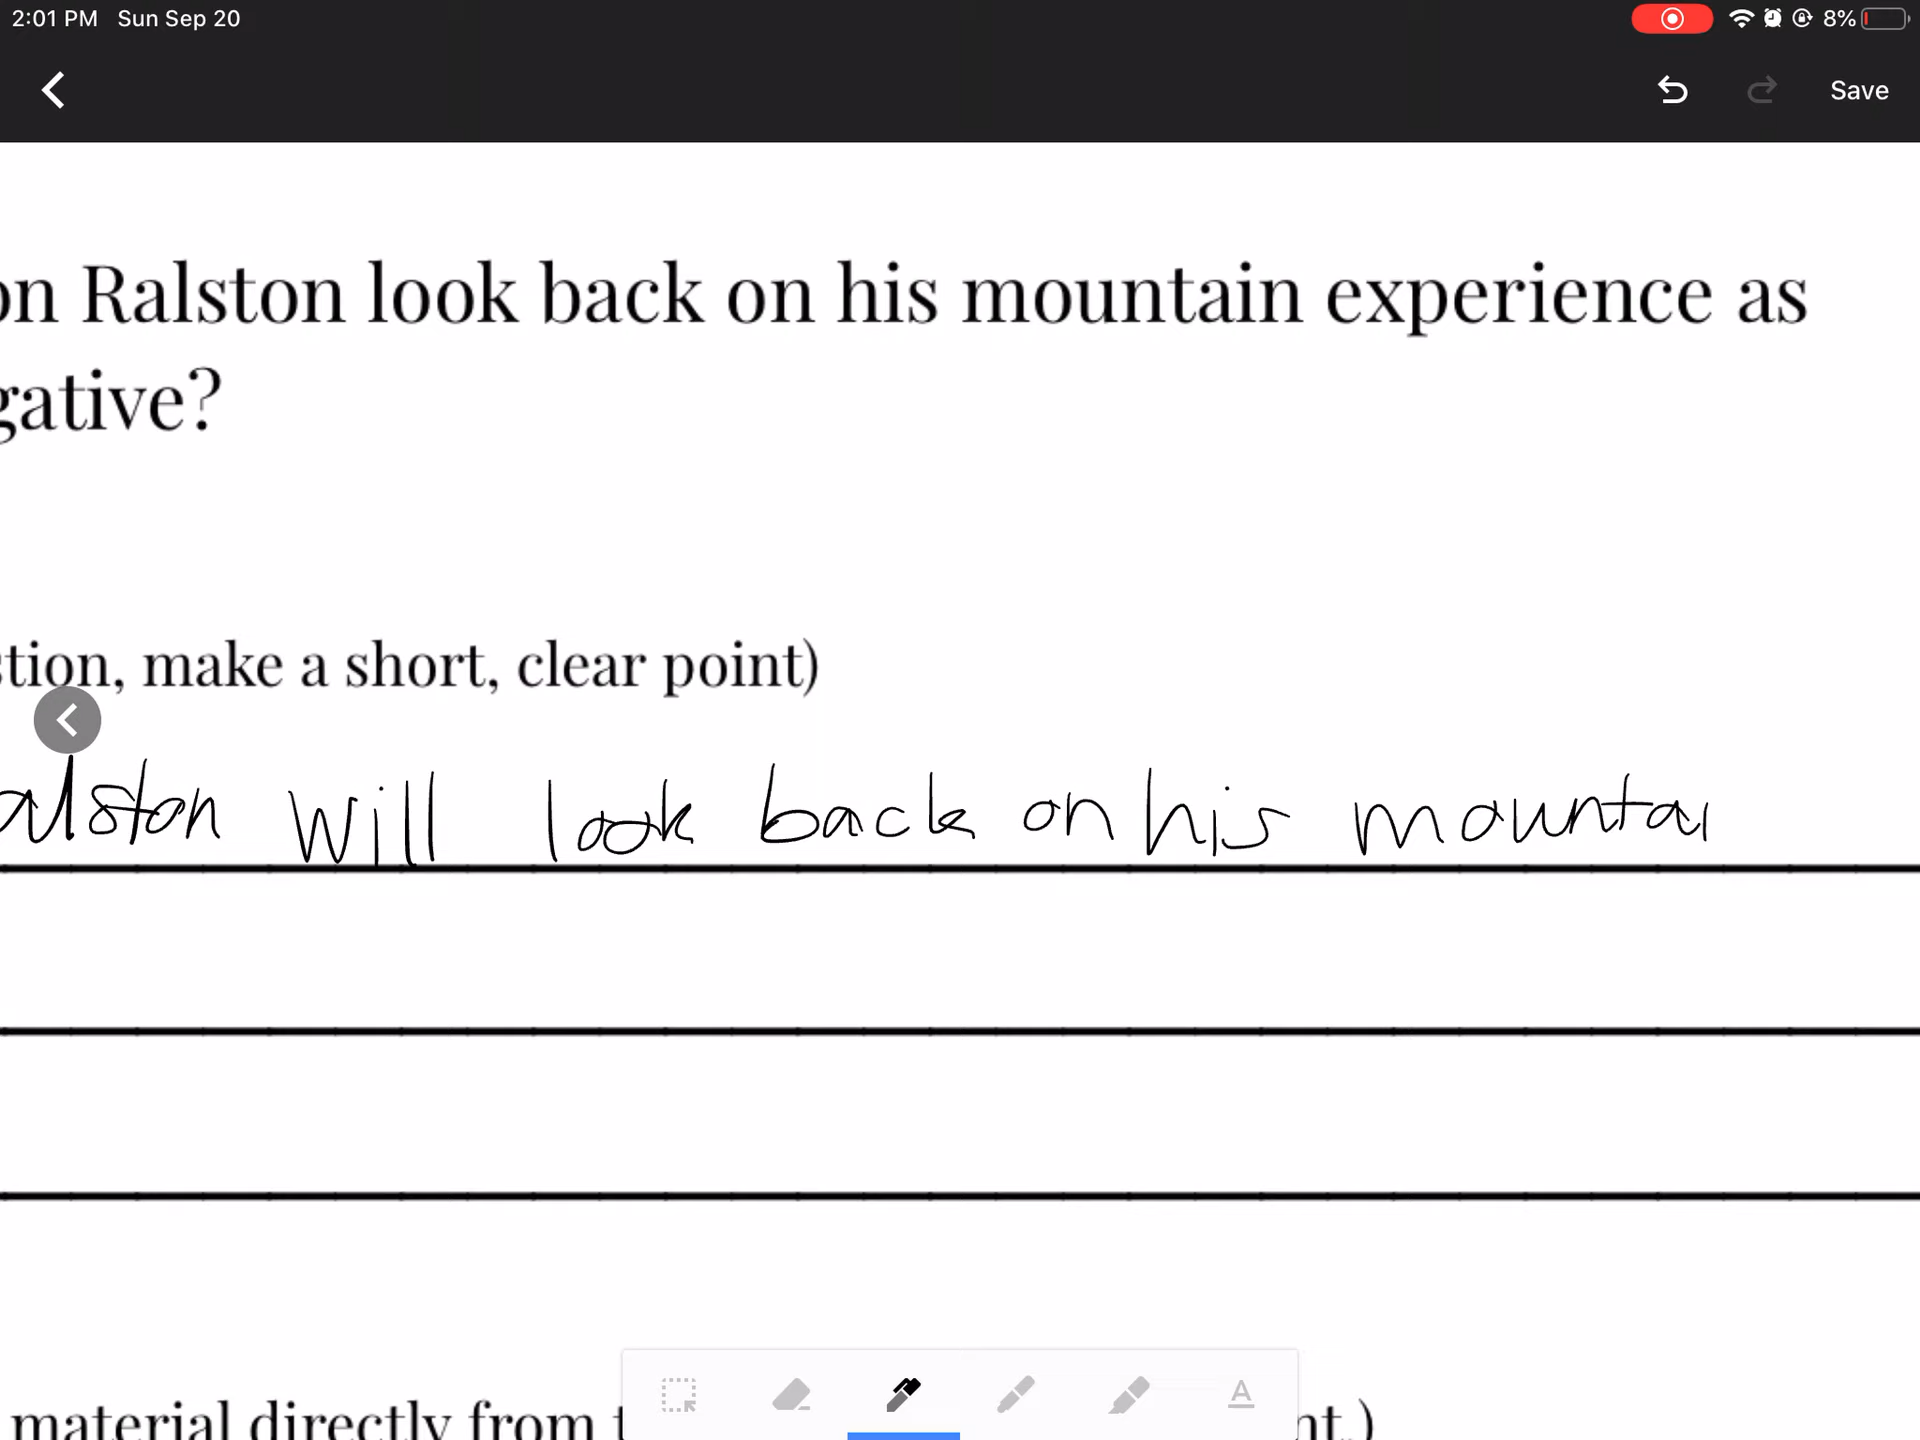 2:01 PM Sun Sep 20 8%
Save
on Ralston look back on his mountain experience as
gative?
stion, make a short, clear point)
alston will look back on his mountai
material directly from t nt.)
A